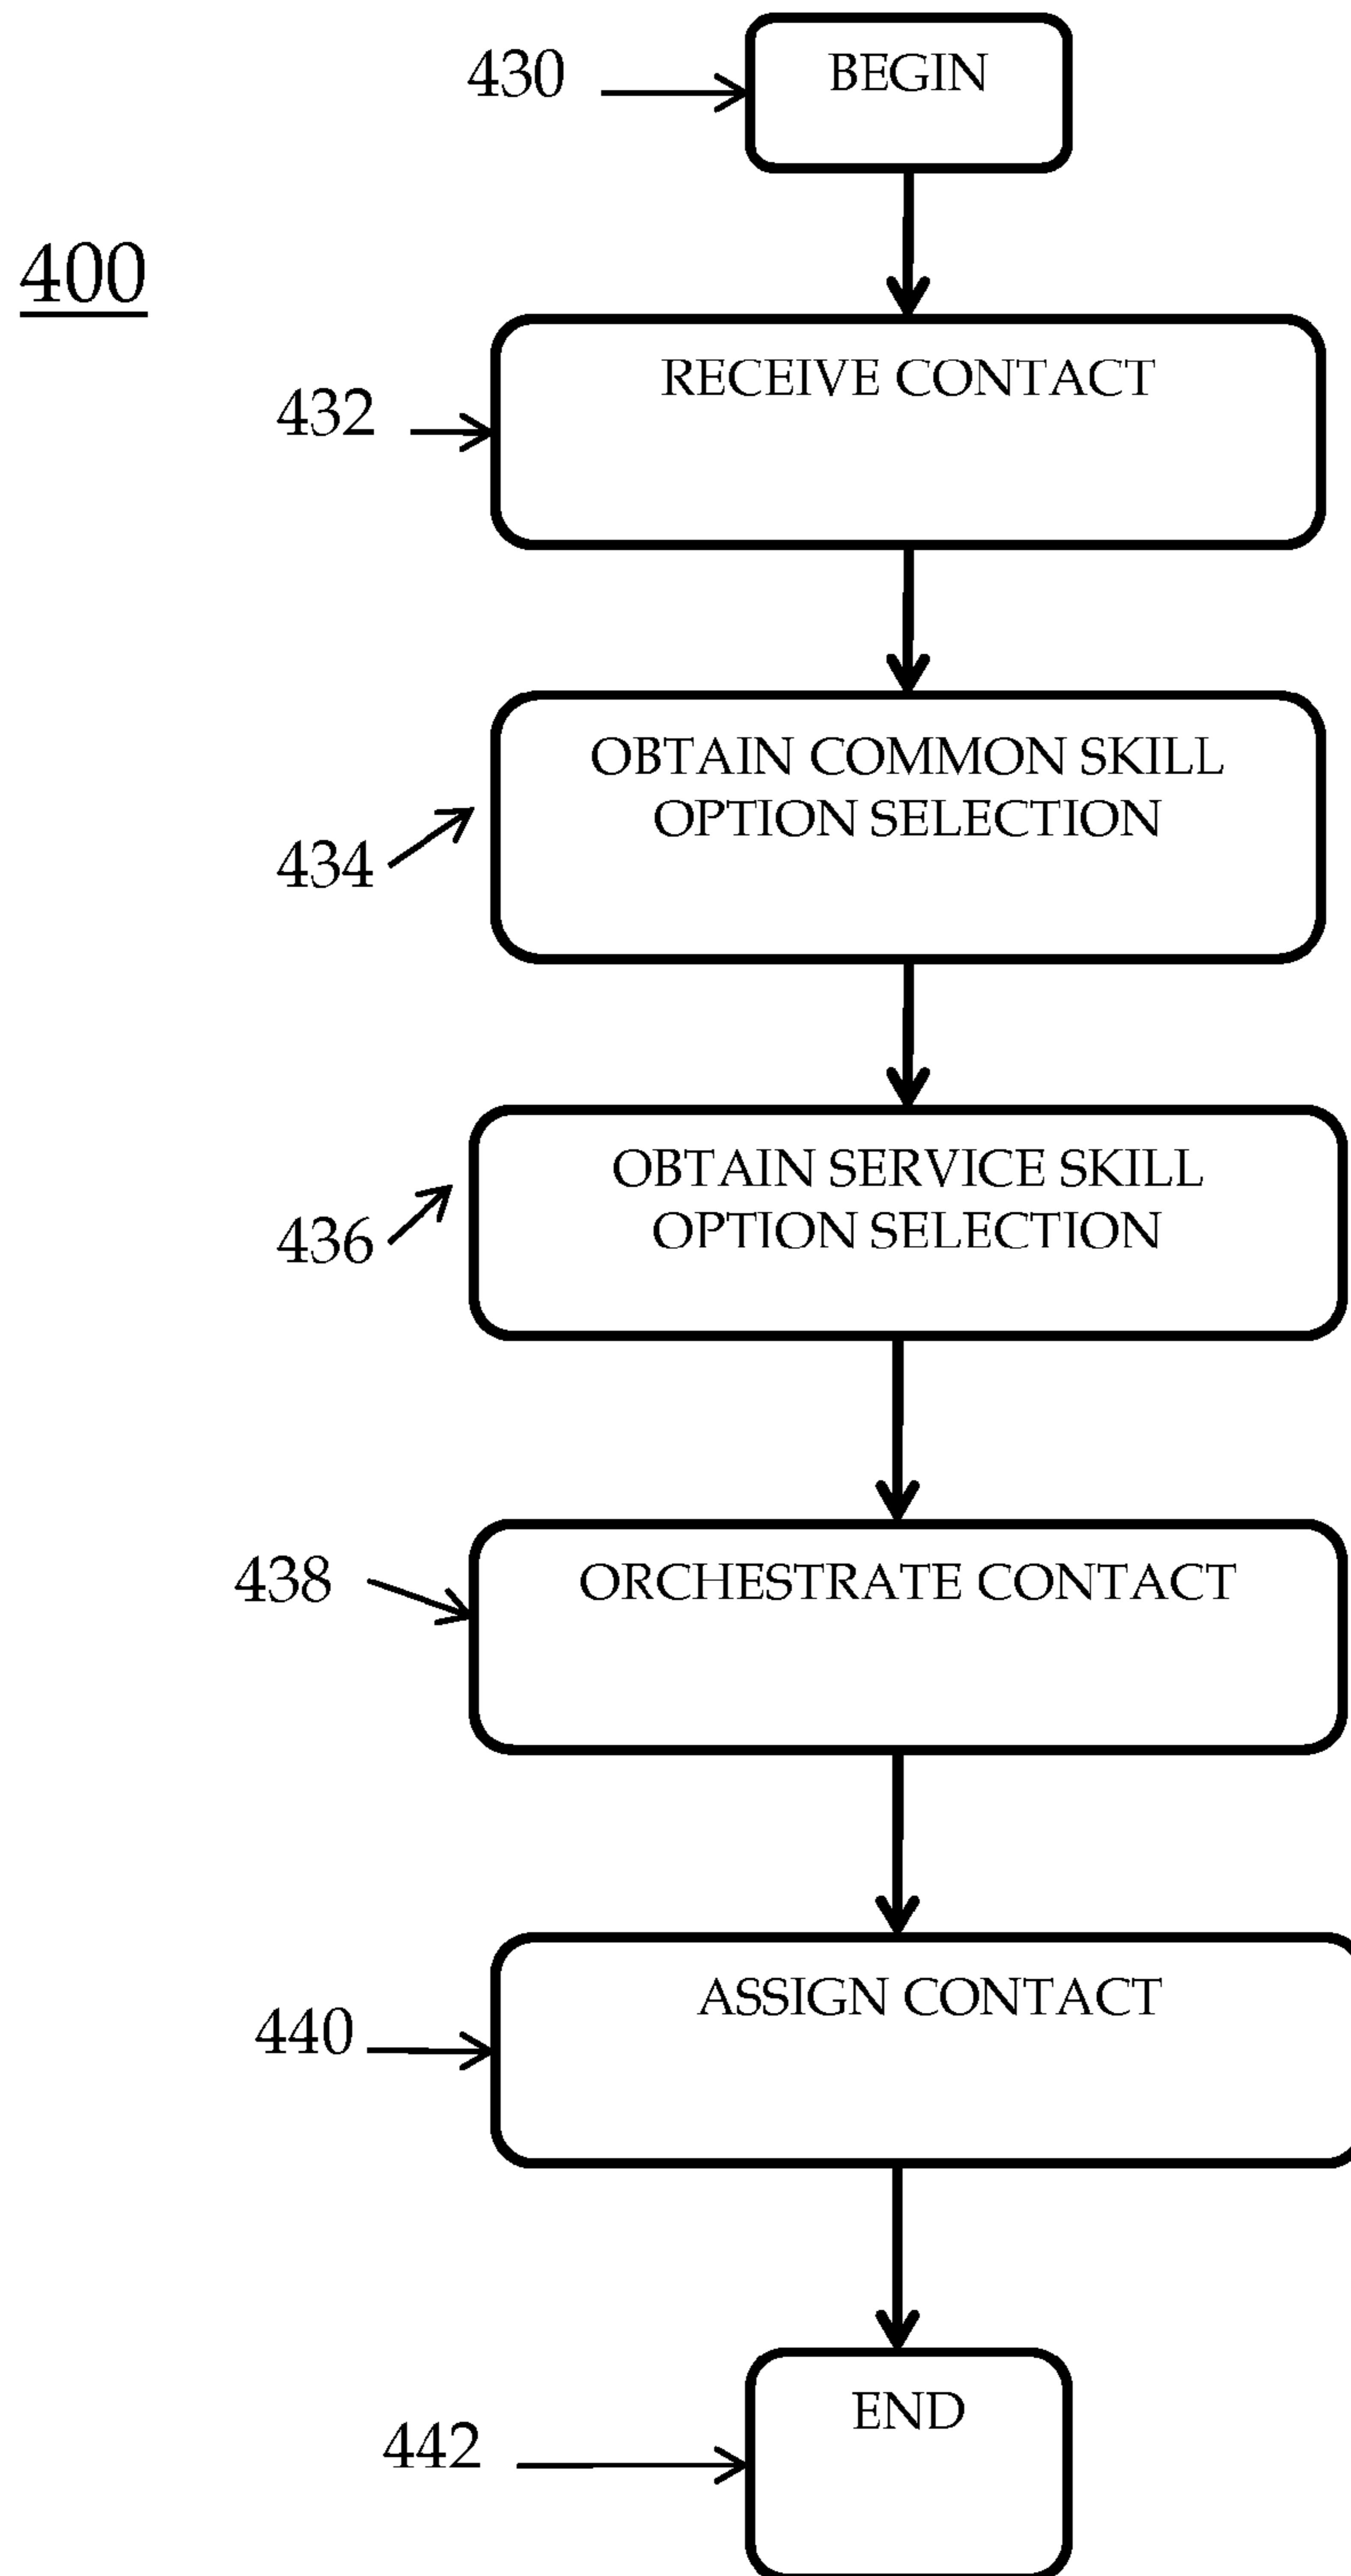 430
BEGIN
400
RECEIVE CONTACT
432
OBTAIN COMMON SKILL
OPTION SELECTION
434
OBTAIN SERVICE SKILL
OPTION SELECTION
436
438
ORCHESTRATE CONTACT
ASSIGN CONTACT
440
END
442